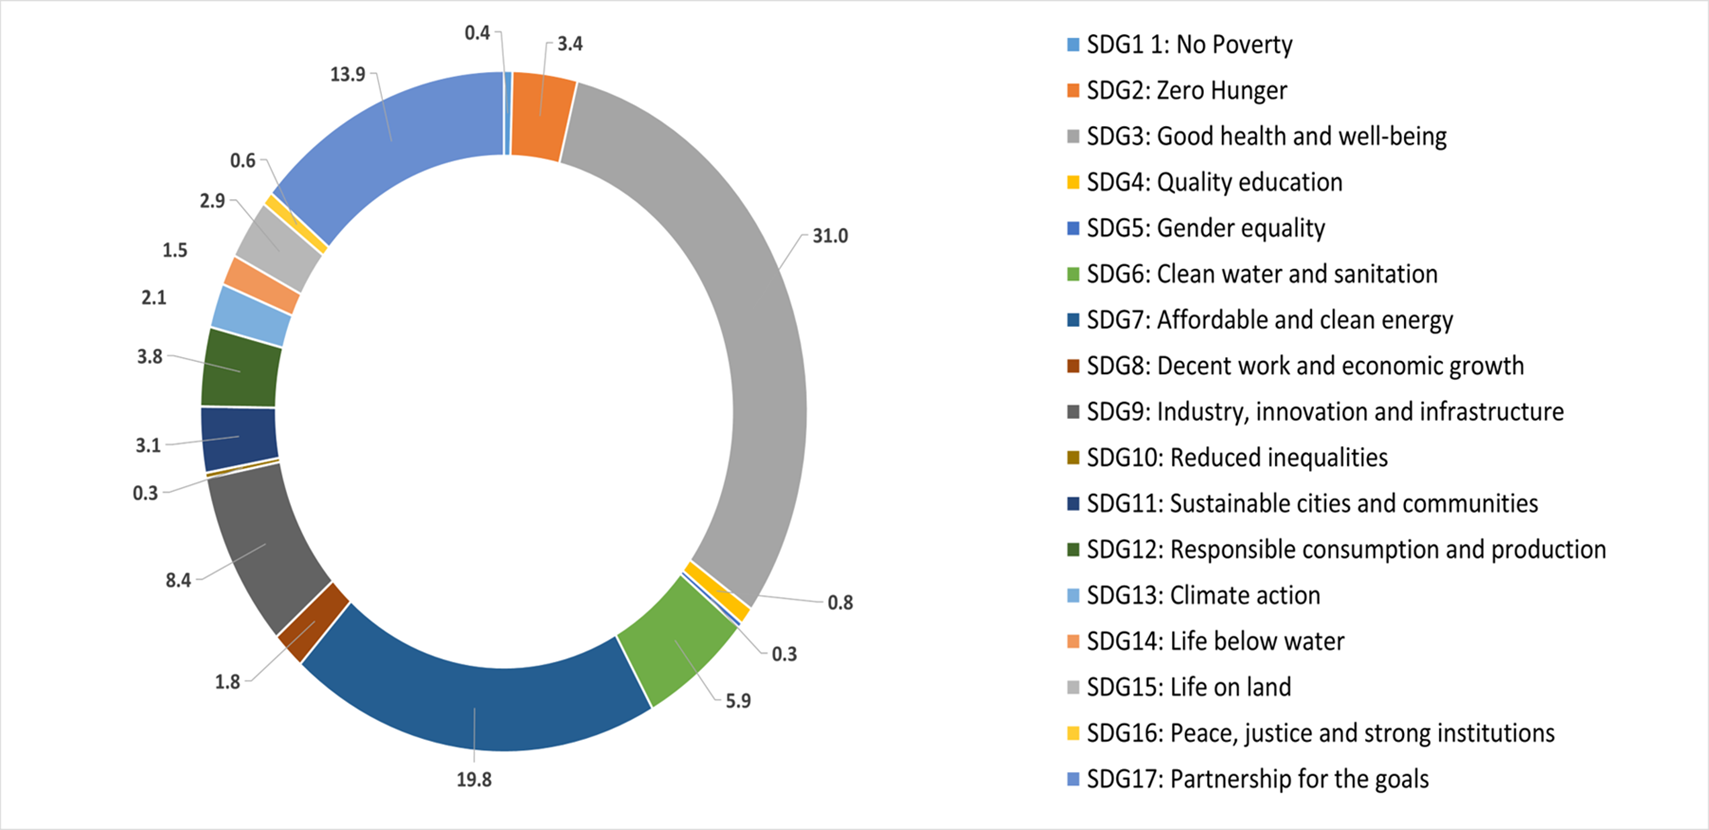 0.4
3.4
13.9
0.6
2.9
31.0
1.5
2.1
3.8
3.1
0.3
8.4
0.8
0.3
1.8
5.9
19.8
SDG1 1: No Poverty
SDG2: Zero Hunger
SDG3: Good health and well-being
SDG4: Quality education
SDG5: Gender equality
SDG6: Clean water and sanitation
SDG7: Affordable and clean energy
SDG8: Decent work and economic growth
SDG9: Industry, innovation and infrastructure
SDG10: Reduced inequalities
SDG11: Sustainable cities and communities
SDG12: Responsible consumption and production
SDG13: Climate action
SDG14: Life below water
SDG15: Life on land
SDG16: Peace, justice and strong institutions
SDG17: Partnership for the goals